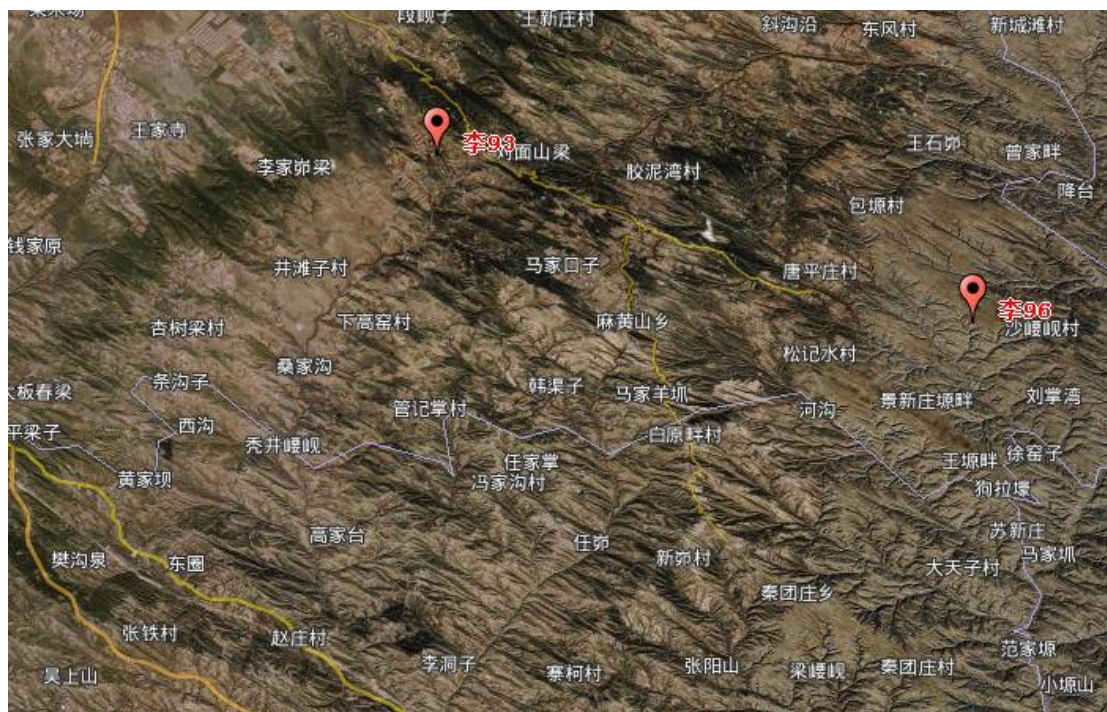 段岘子
王新庄村
斜沟沿
东风村
新城滩村
张家大墕
王家寺
李93
对面山梁
李家峁梁
胶泥湾村
王石峁
曾家畔
降台
包塬村
钱家原
井滩子村
马家口子
唐平庄村
李96
沙崾岘村
杏树梁村
下高窑村
麻黄山乡
松记水村
桑家沟
条沟子
大板春梁
韩渠子
马家羊圽
管记掌村
河沟
景新庄塬畔
刘掌湾
西沟
平梁子
秃井崾岘
白原畔村
王塬畔
徐窑子
黄家坝
任家掌
冯家沟村
狗拉壕
高家台
任峁
苏新庄
马家圽
樊沟泉
东圈
新峁村
大天子村
秦团庄乡
张铁村
赵庄村
李洞子
寨柯村
张阳山
梁崾岘
秦团庄村
范家塬
吴上山
小塬山